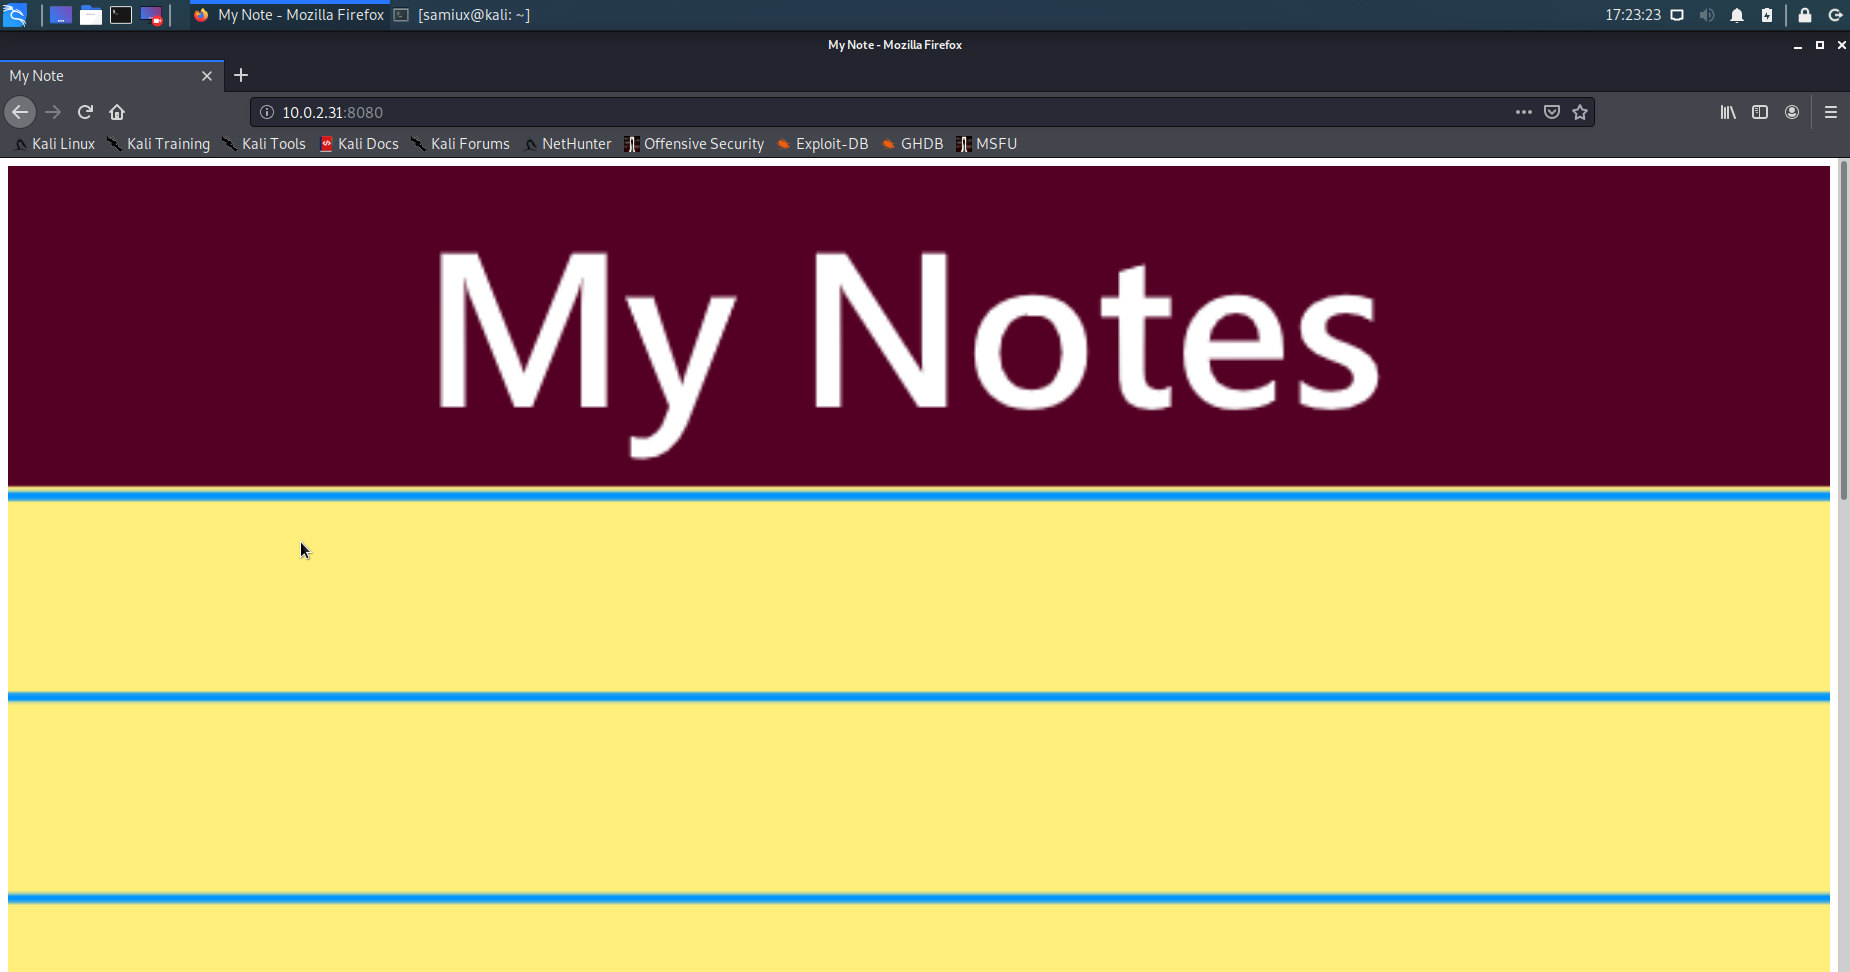 My Note - Mozilla Firefox [samiux@kali: ~] 17:23:23
My Note - Mozilla Firefox
My Note
10.0.2.31:8080
Kali Linux Kali Training Kali Tools Kali Docs Kali Forums NetHunter Offensive Security Exploit-DB GHDB MSFU
My Notes